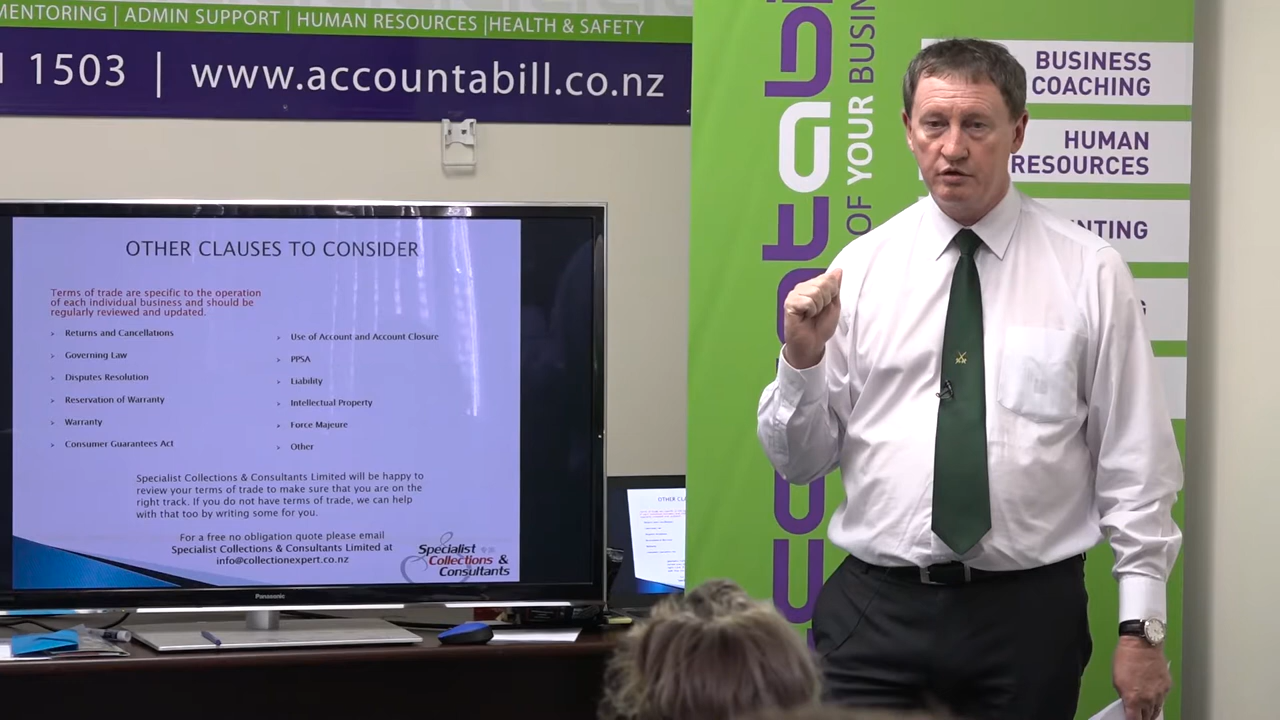 MENTORING | ADMIN SUPPORT | HUMAN RESOURCES |HEALTH & SAFETY
1503 | www.accountabill.co.nz
OTHER CLAUSES TO CONSIDER
Terms of trade are specific to the operation
of each individual business and should be
regularly reviewed and updated.
Returns and Cancellations
Governing Law
Disputes Resolution
Reservation of Warranty
Warranty
Consumer Guarantees Act
Use of Account and Account Closure
PPSA
Liability
Intellectual Property
Force Majeure
Other
Specialist Collections & Consultants Limited will be happy to
review your terms of trade to make sure that you are on the
right track. If you do not have terms of trade, we can help
with that too by writing some for you.
For a free no obligation quote please email
Specialist Collections & Consultants Limited at
info@collectionexpert.co.nz
Specialist
Collections &
Consultants
Panasonic
OF YOUR BUSIN
BUSINESS
COACHING
HUMAN
RESOURCES
NTING